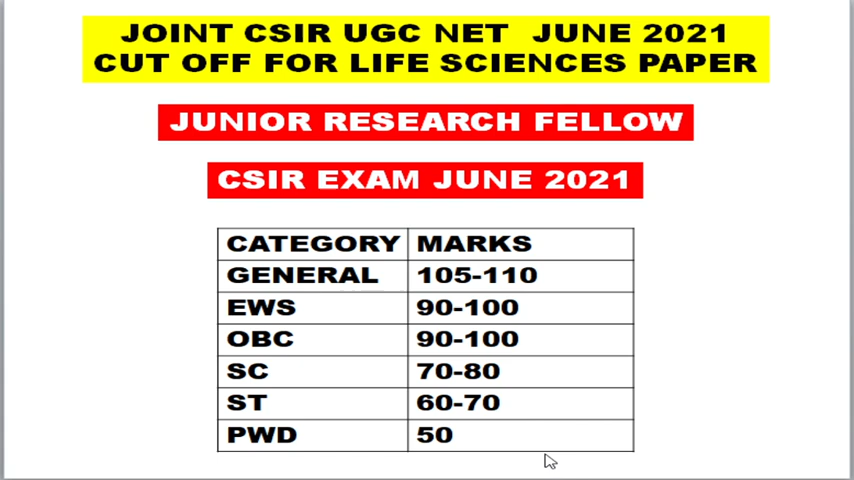 JOINT CSIR UGC NET JUNE 2021
CUT OFF FOR LIFE SCIENCES PAPER
JUNIOR RESEARCH FELLOW
CSIR EXAM JUNE 2021
CATEGORY MARKS
GENERAL 105-110
EWS 90-100
OBC 90-100
SC 70-80
ST 60-70
PWD 50